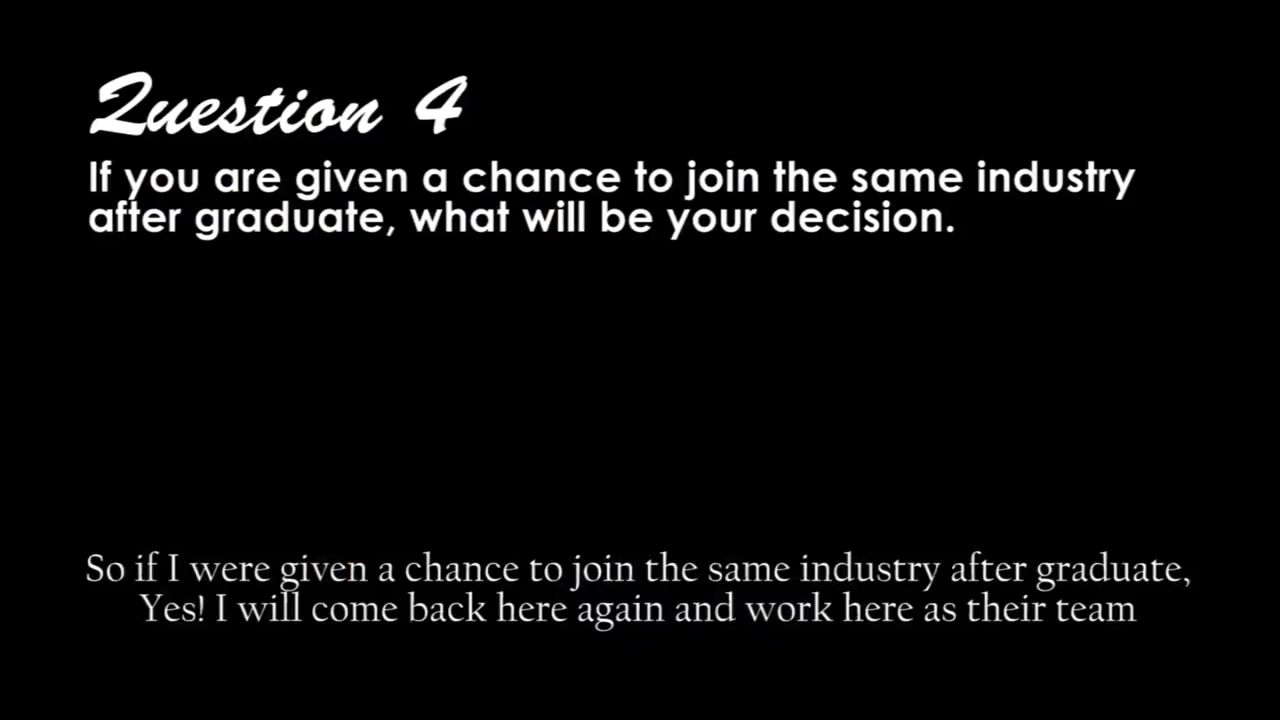 Question 4
If you are given a chance to join the same industry
after graduate, what will be your decision.
So if I were given a chance to join the same industry after graduate,
Yes! I will come back here again and work here as their team